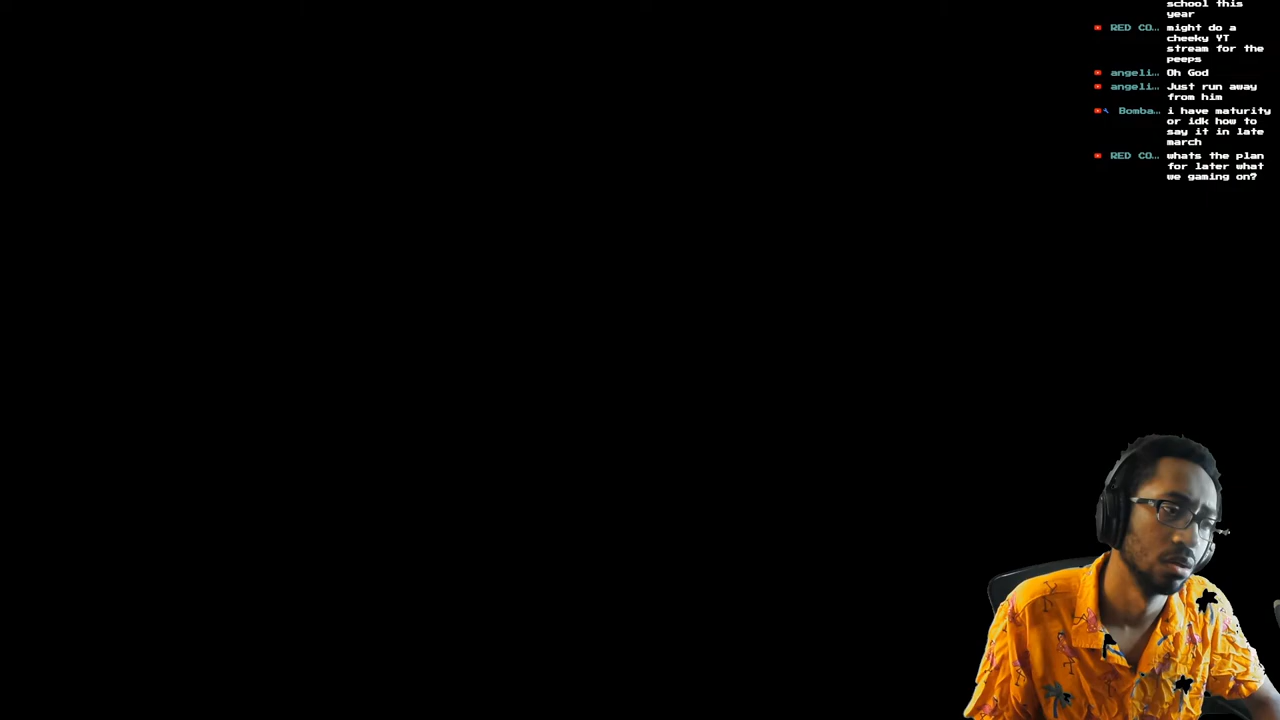 school this
year
RED CO… might do a
cheeky YT
stream for the
peeps
angeli… Oh God
angeli… Just run away
from him
Bomba… i have maturity
or idk how to
say it in late
march
RED CO… whats the plan
for later what
we gaming on?